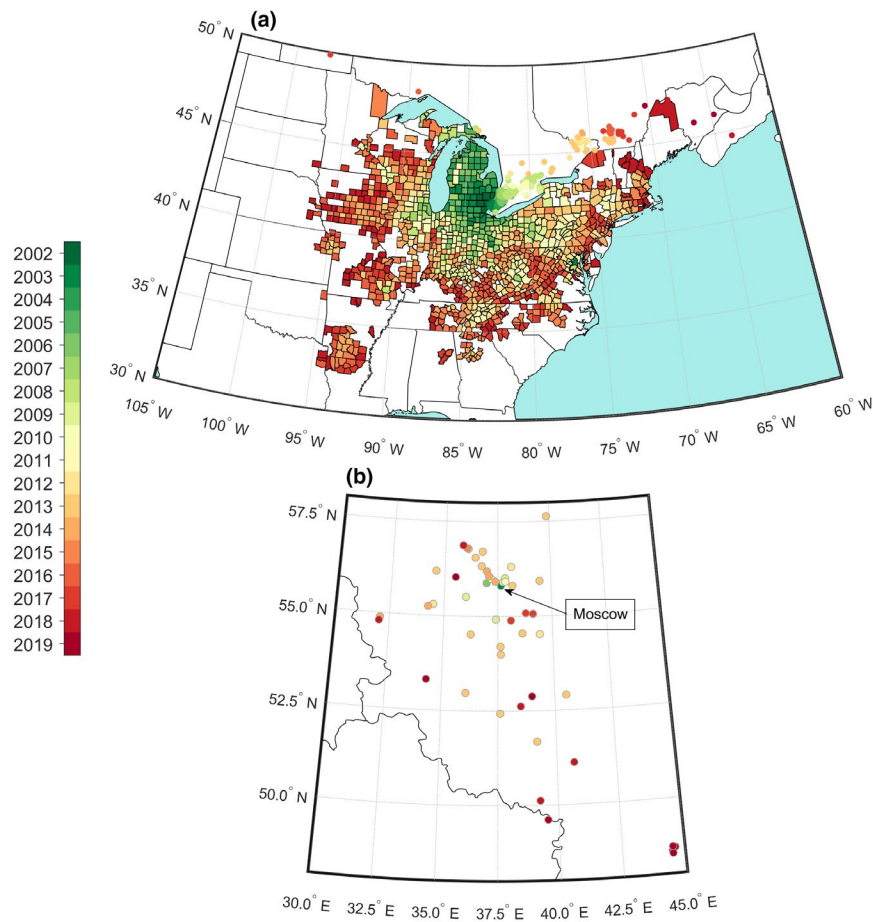 (a)
50° N
45° N
40° N
35° N
30° N
105° W
100° W
95° W
90° W
85° W
80° W
75° W
70° W
65° W
60° W
2002
2003
2004
2005
2006
2007
2008
2009
2010
2011
2012
2013
2014
2015
2016
2017
2018
2019
(b)
57.5° N
55.0° N
52.5° N
50.0° N
Moscow
30.0° E
32.5° E
35.0° E
37.5° E
40.0° E
42.5° E
45.0° E